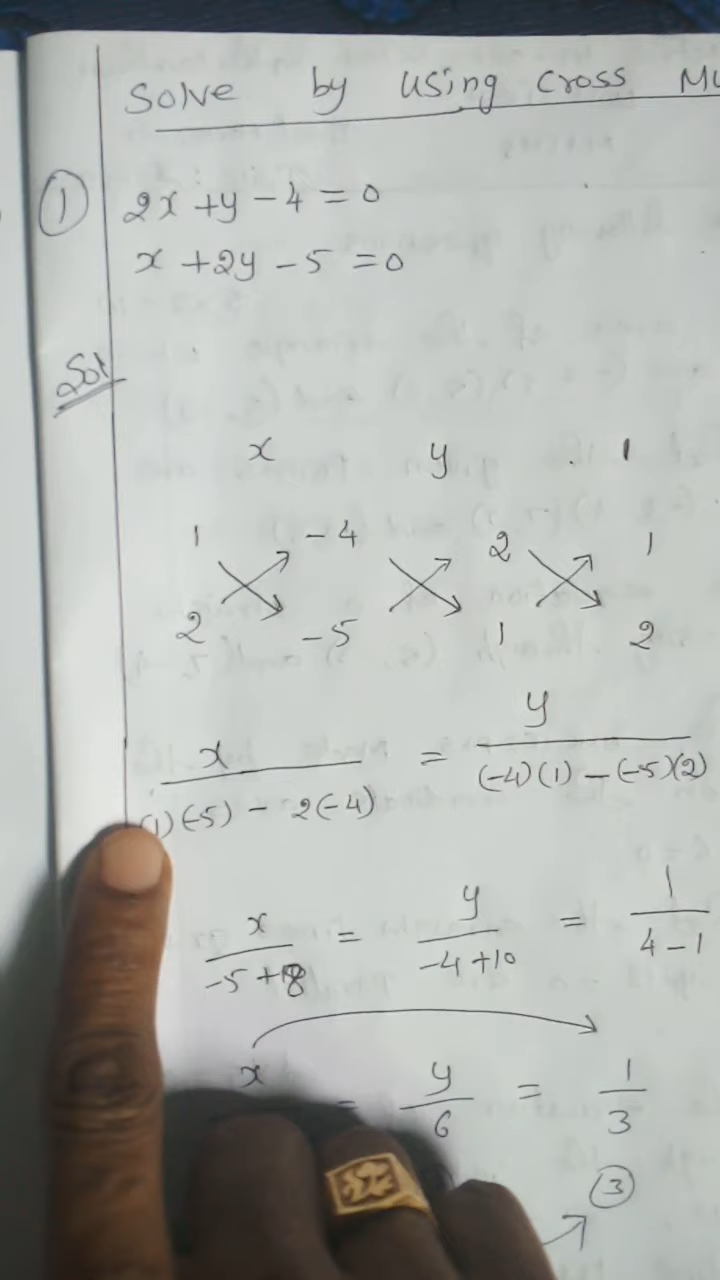 Solve by using cross
① 2x + y - 4 = 0
x + 2y - 5 = 0
Sol
x y 1
1 -4 2 1
2 -5 1 2
x/(1)(-5) - 2(-4) = y/(-4)(1) - (-5)(2)
x/-5+8 = y/-4+10 = 1/4-1
x = y/6 = 1/3
③